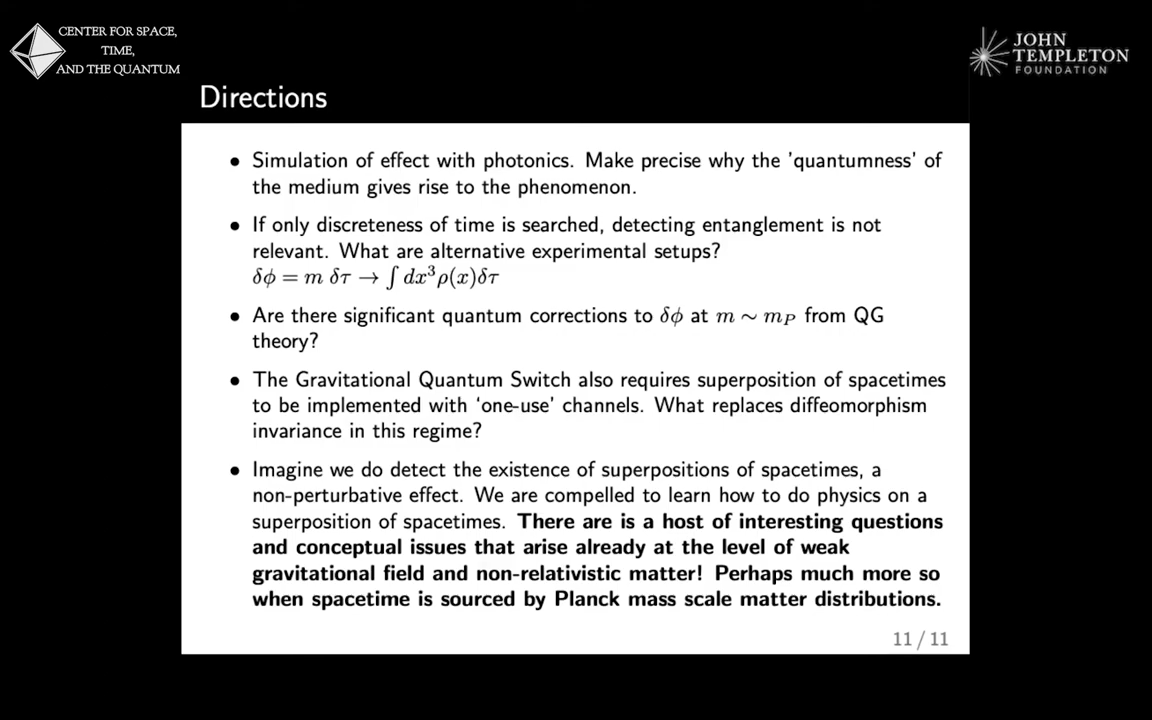 CENTER FOR SPACE,
TIME,
AND THE QUANTUM
JOHN
TEMPLETON
FOUNDATION
Directions
• Simulation of effect with photonics. Make precise why the 'quantumness' of
the medium gives rise to the phenomenon.
• If only discreteness of time is searched, detecting entanglement is not
relevant. What are alternative experimental setups?
δϕ = m δτ → ∫ dx³ρ(x)δτ
• Are there significant quantum corrections to δϕ at m ∼ m_P from QG
theory?
• The Gravitational Quantum Switch also requires superposition of spacetimes
to be implemented with ‘one-use’ channels. What replaces diffeomorphism
invariance in this regime?
• Imagine we do detect the existence of superpositions of spacetimes, a
non-perturbative effect. We are compelled to learn how to do physics on a
superposition of spacetimes. There are is a host of interesting questions
and conceptual issues that arise already at the level of weak
gravitational field and non-relativistic matter! Perhaps much more so
when spacetime is sourced by Planck mass scale matter distributions.
11 / 11